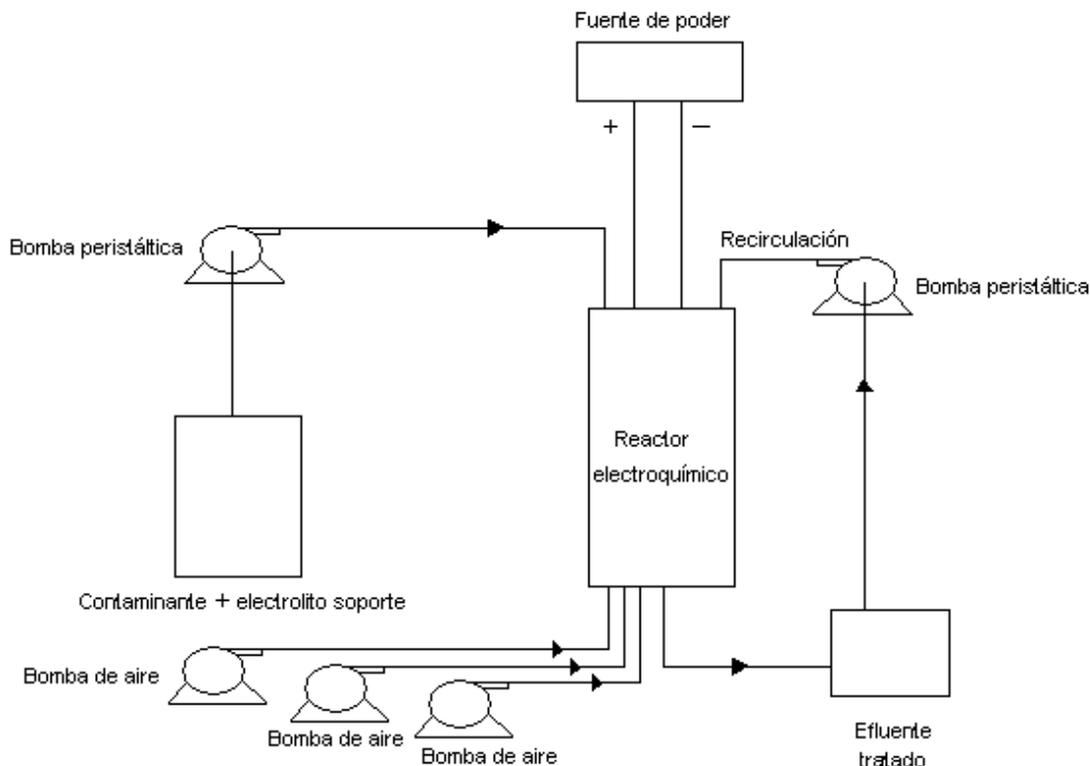 Fuente de poder
+
−
Bomba peristáltica
Recirculación
Bomba peristáltica
Reactor
electroquímico
Contaminante + electrolito soporte
Bomba de aire
Bomba de aire
Bomba de aire
Efluente
tratado